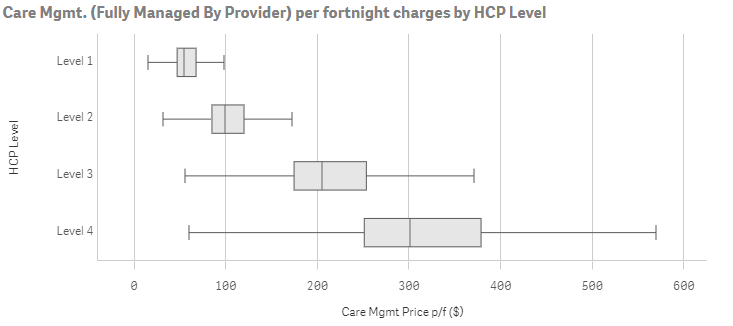 Care Mgmt. (Fully Managed By Provider) per fortnight charges by HCP Level
HCP Level
Level 1
Level 2
Level 3
Level 4
0 100 200 300 400 500 600
Care Mgmt Price p/f ($)